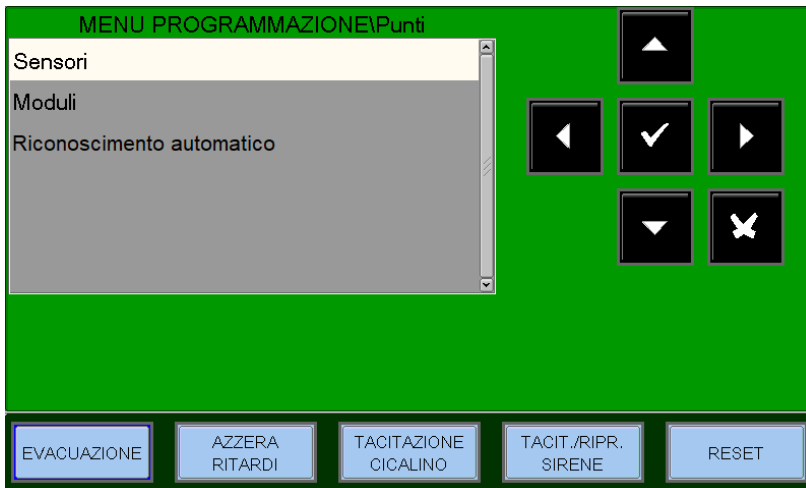 MENU PROGRAMMAZIONE\Punti
Sensori
Moduli
Riconoscimento automatico
EVACUAZIONE
AZZERA
RITARDI
TACITAZIONE
CICALINO
TACIT./RIPR.
SIRENE
RESET